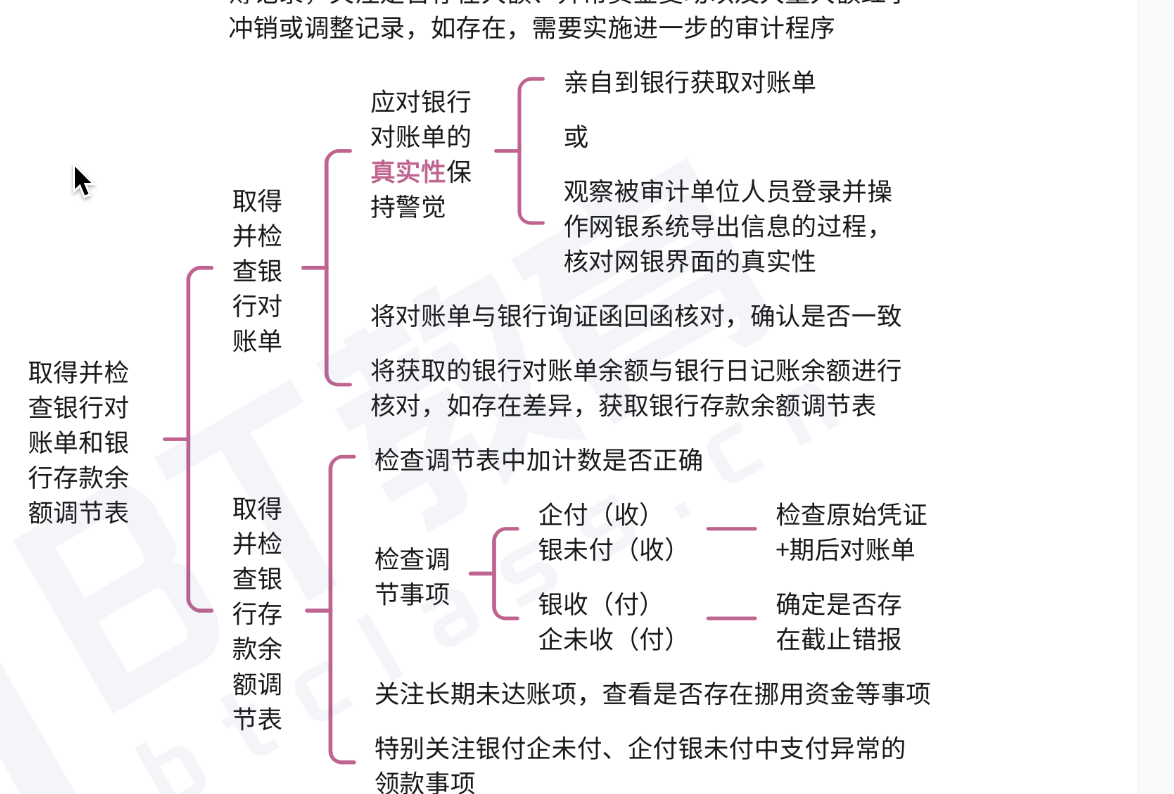 冲销或调整记录，如存在，需要实施进一步的审计程序
取得并检
查银行对
账单和银
行存款余
额调节表
取得
并检
查银
行对
账单
应对银行
对账单的
真实性保
持警觉
亲自到银行获取对账单
或
观察被审计单位人员登录并操
作网银系统导出信息的过程，
核对网银界面的真实性
将对账单与银行询证函回函核对，确认是否一致
将获取的银行对账单余额与银行日记账余额进行
核对，如存在差异，获取银行存款余额调节表
取得
并检
查银
行存
款余
额调
节表
检查调节表中加计数是否正确
检查调
节事项
企付（收）
银未付（收）
检查原始凭证
+期后对账单
银收（付）
企未收（付）
确定是否存
在截止错报
关注长期未达账项，查看是否存在挪用资金等事项
特别关注银付企未付、企付银未付中支付异常的
领款事项
BT教育
btclass.cn